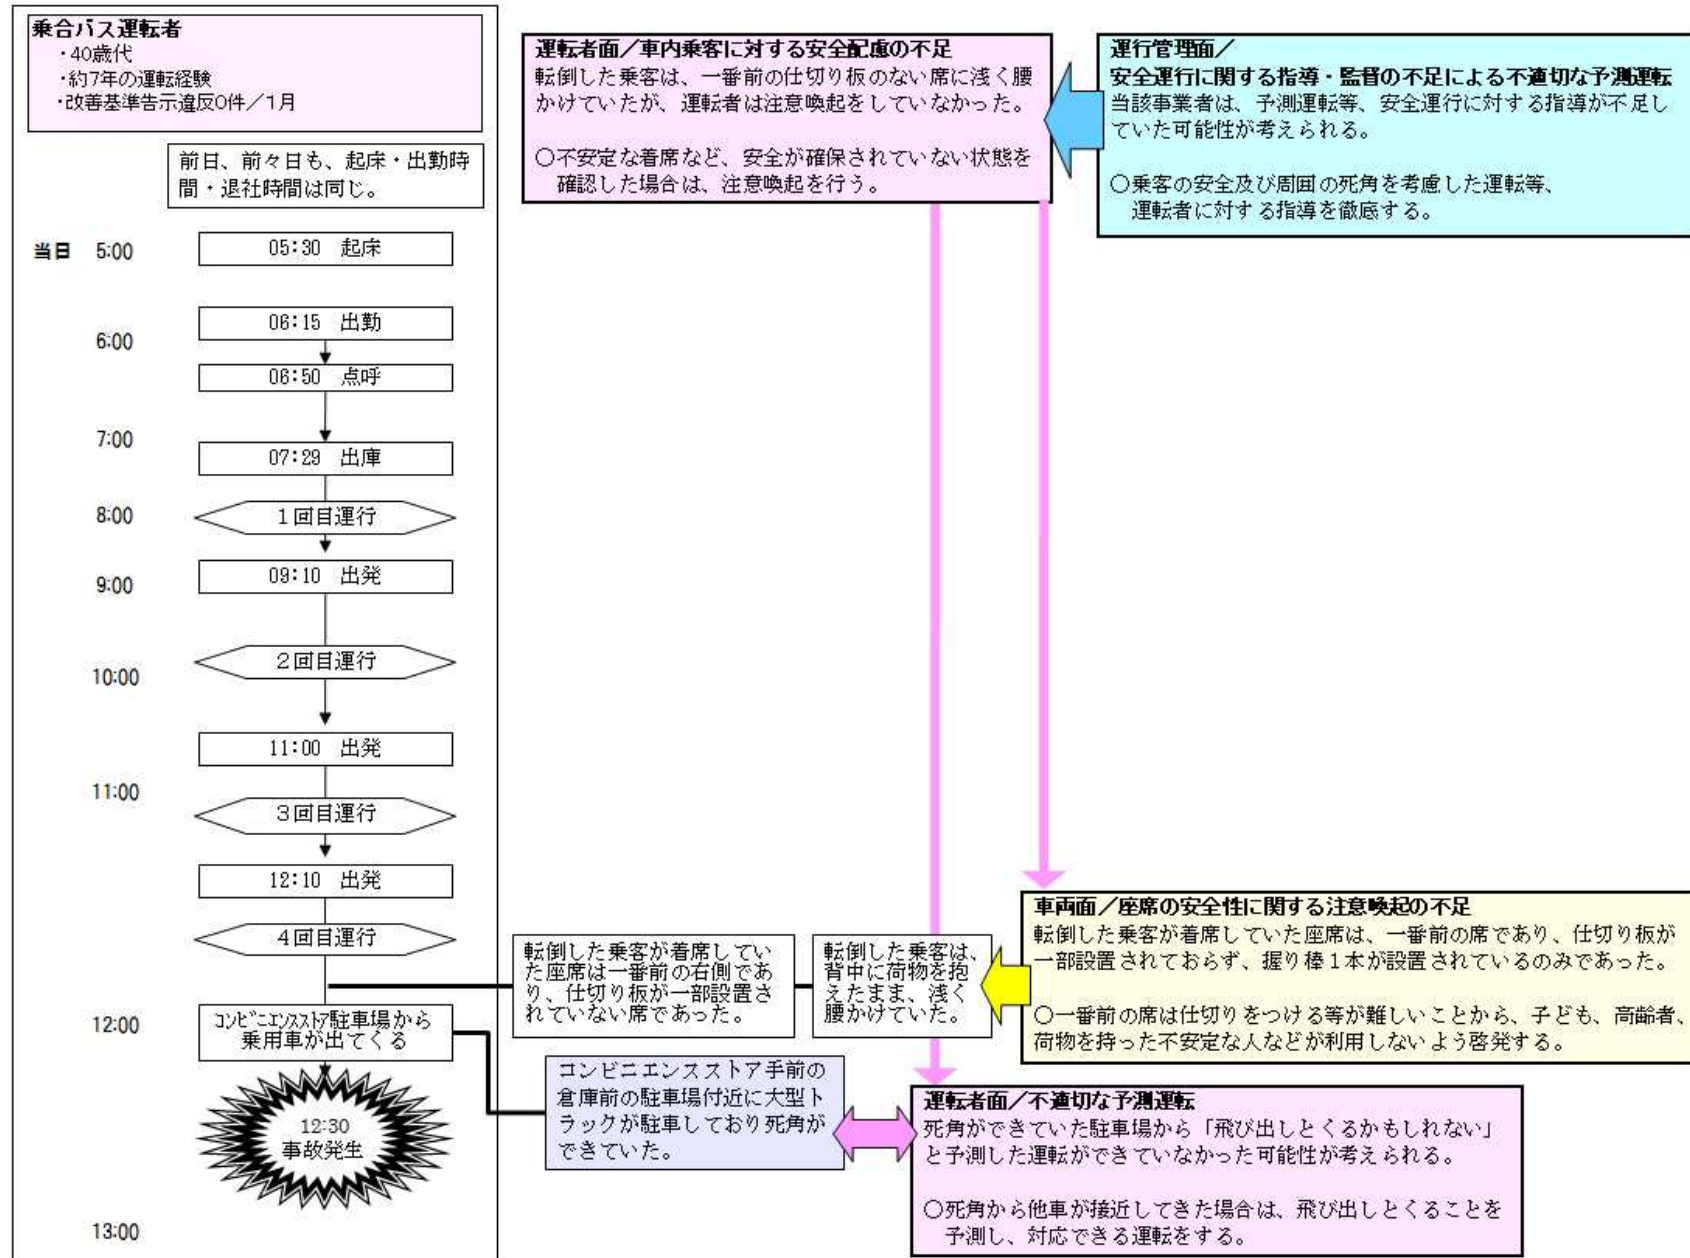 乗合バス運転者
・40歳代
・約7年の運転経験
・改善基準告示違反0件／1月
前日、前々日も、起床・出勤時
間・退社時間は同じ。
当日
5:00
05:30 起床
06:15 出勤
6:00
06:50 点呼
7:00
07:29 出庫
8:00
1回目運行
09:10 出発
9:00
2回目運行
10:00
11:00 出発
11:00
3回目運行
12:10 出発
4回目運行
12:00
コンビニエンスストア駐車場から
乗用車が出てくる
12:30
事故発生
13:00
運転者面／車内乗客に対する安全配慮の不足
転倒した乗客は、一番前の仕切り板のない席に浅く腰
かけていたが、運転者は注意喚起をしていなかった。
○不安定な着席など、安全が確保されていない状態を
確認した場合は、注意喚起を行う。
運行管理面／
安全運行に関する指導・監督の不足による不適切な予測運転
当該事業者は、予測運転等、安全運行に対する指導が不足し
ていた可能性が考えられる。
○乗客の安全及び周囲の死角を考慮した運転等、
運転者に対する指導を徹底する。
転倒した乗客が着席してい
た座席は一番前の右側であ
り、仕切り板が一部設置さ
れていない席であった。
転倒した乗客は、
背中に荷物を抱
えたまま、浅く
腰かけていた。
車両面／座席の安全性に関する注意喚起の不足
転倒した乗客が着席していた座席は、一番前の席であり、仕切り板が
一部設置されておらず、握り棒１本が設置されているのみであった。
○一番前の席は仕切りをつける等が難しいことから、子ども、高齢者、
荷物を持った不安定な人などが利用しないよう啓発する。
コンビニエンスストア手前の
倉庫前の駐車場付近に大型ト
ラックが駐車しており死角が
できていた。
運転者面／不適切な予測運転
死角ができていた駐車場から「飛び出しとくるかもしれない」
と予測した運転ができていなかった可能性が考えられる。
○死角から他車が接近してきた場合は、飛び出しとくることを
予測し、対応できる運転をする。